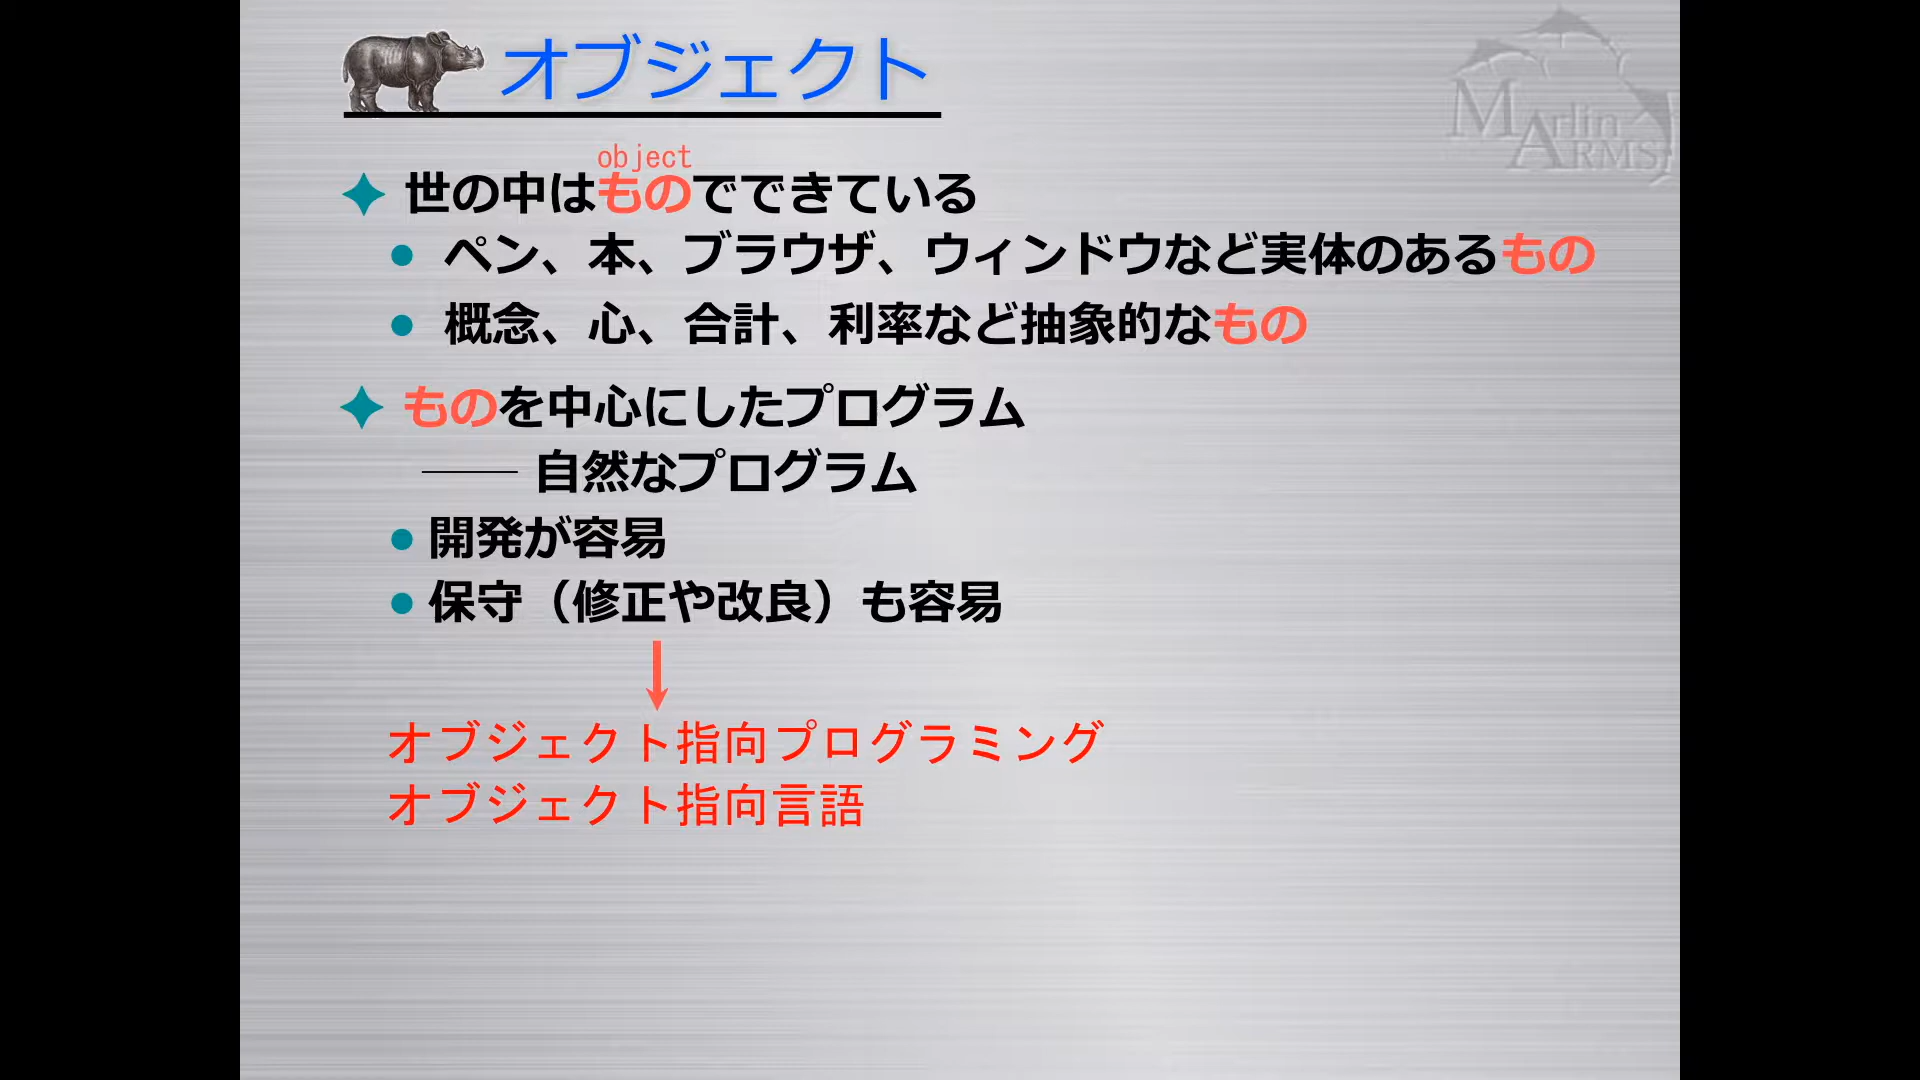 オブジェクト
Marlin
ARMS
object
世の中はものでできている
ペン、本、ブラウザ、ウィンドウなど実体のあるもの
概念、心、合計、利率など抽象的なもの
ものを中心にしたプログラム
―― 自然なプログラム
開発が容易
保守（修正や改良）も容易
オブジェクト指向プログラミング
オブジェクト指向言語